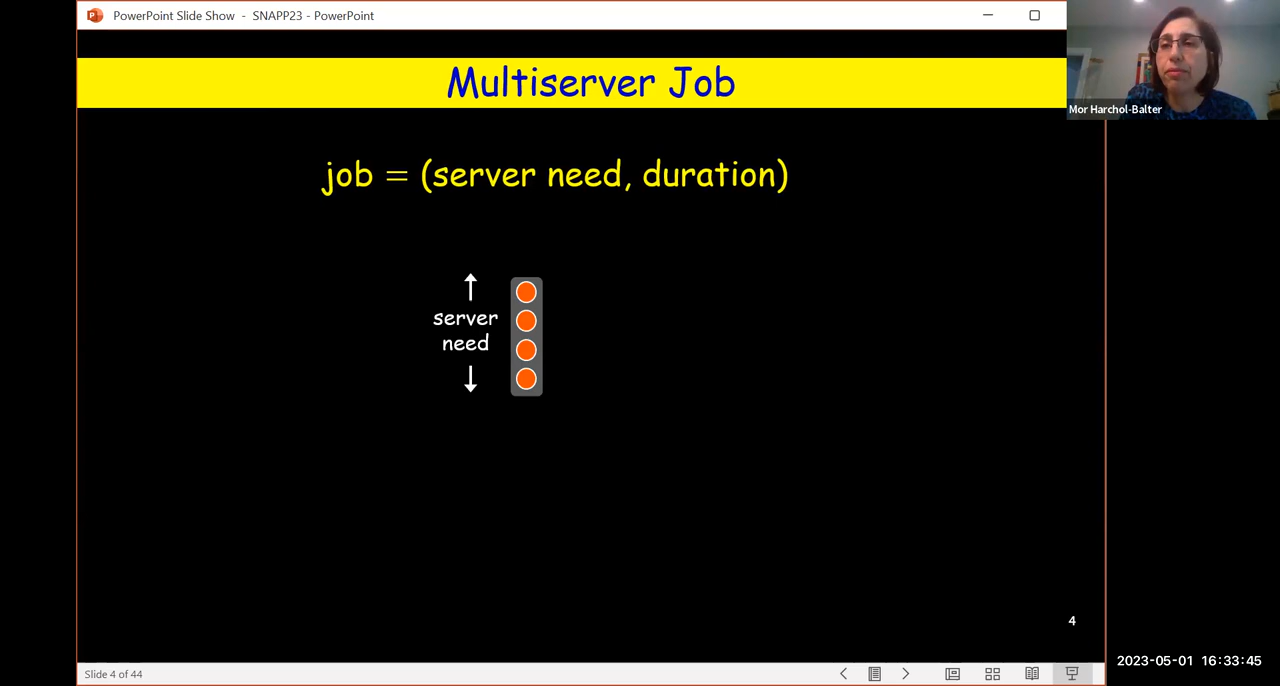 PowerPoint Slide Show - SNAPP23 - PowerPoint
Mor Harchol-Balter
Multiserver Job
job = (server need, duration)
server
need
4
Slide 4 of 44
2023-05-01 16:33:45